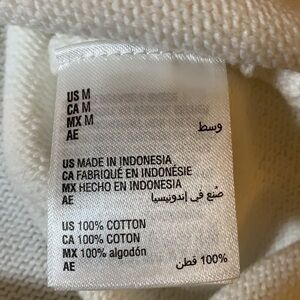 US M
CA M
MX M
AE وسط
US MADE IN INDONESIA
CA FABRIQUÉ EN INDONÉSIE
MX HECHO EN INDONESIA
AE صُنع في إندونيسيا
US 100% COTTON
CA 100% COTON
MX 100% algodón
AE 100% قطن